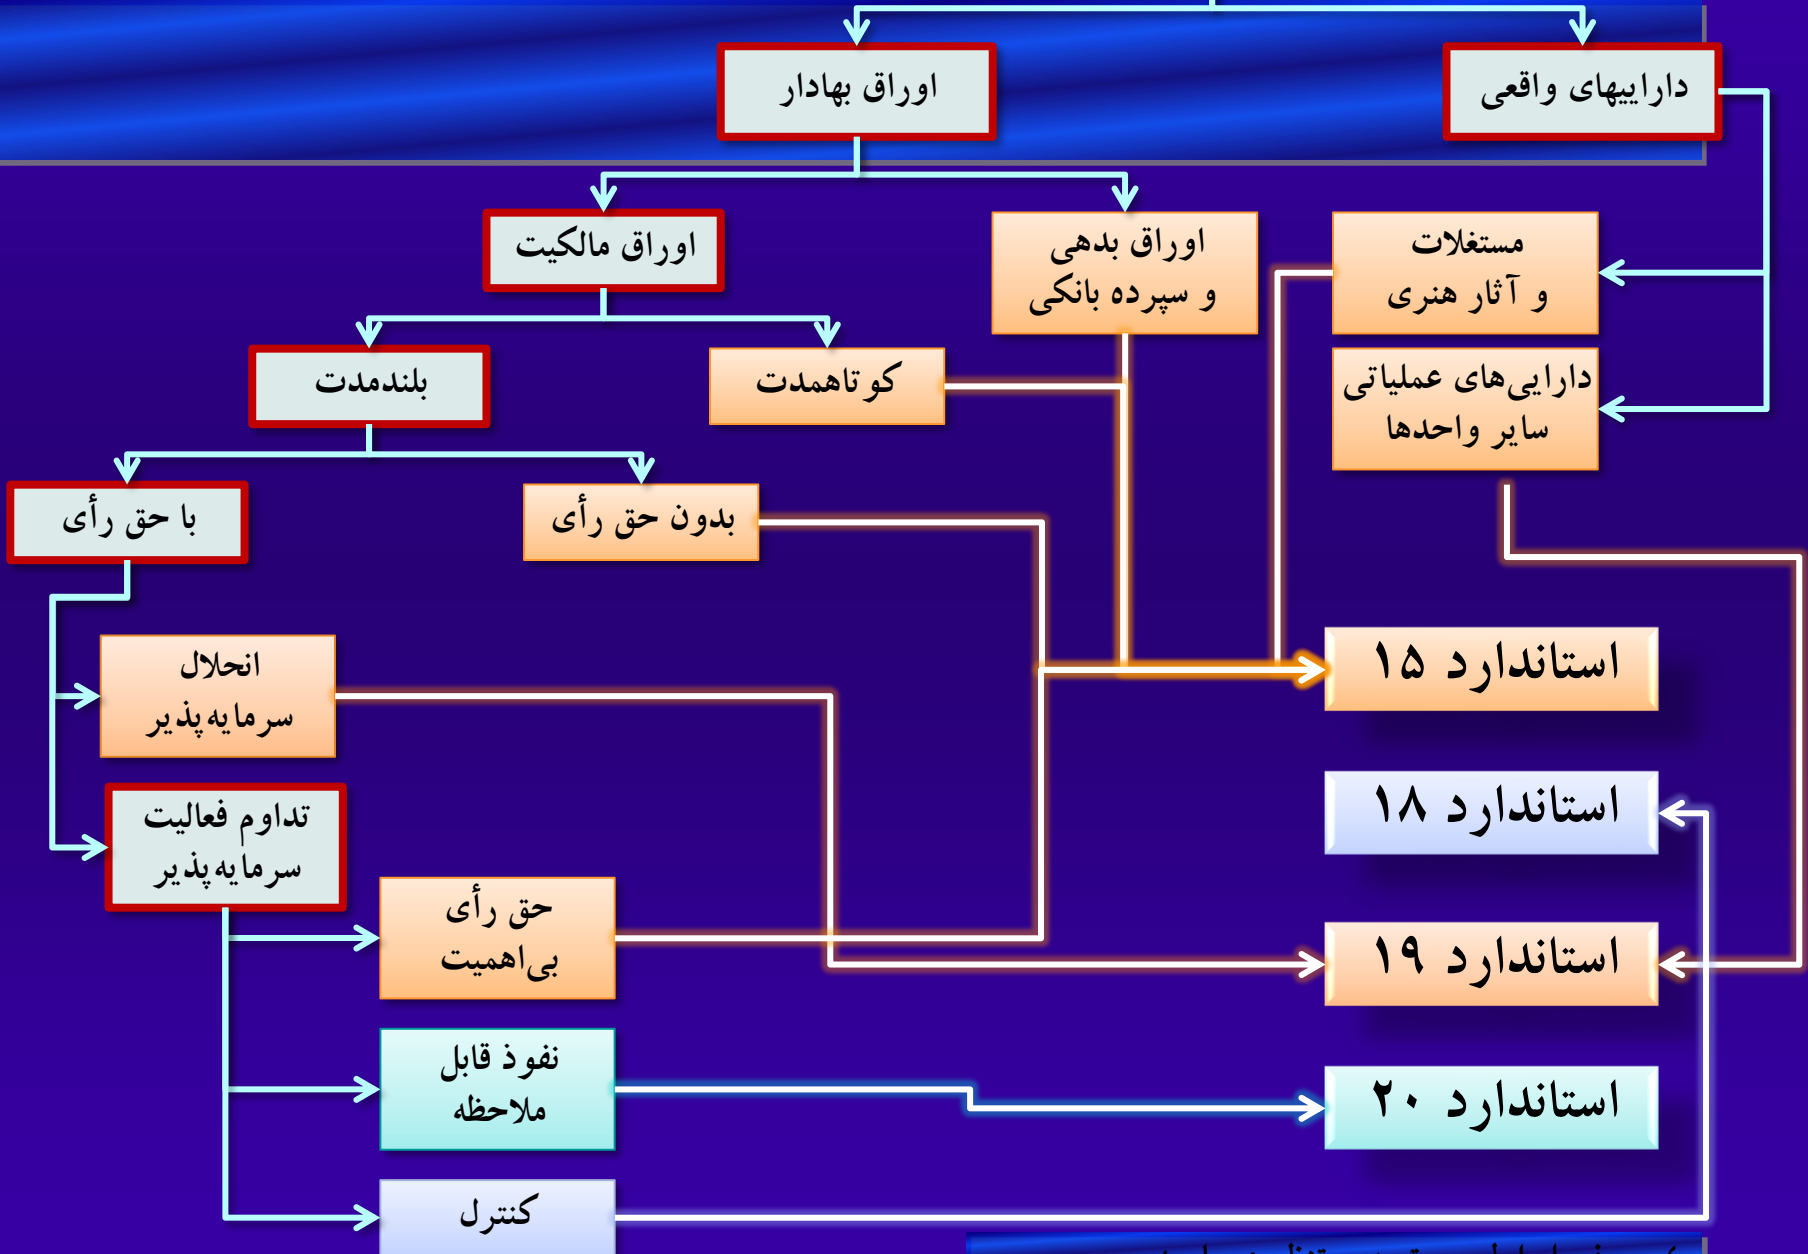 داراییهای واقعی
اوراق بهادار
مستغلات
و آثار هنری
اوراق بدهی
و سپرده بانکی
اوراق مالکیت
دارایی‌های عملیاتی
سایر واحدها
کوتاهمدت
بلندمدت
بدون حق رأی
با حق رأی
انحلال
سرمایه‌پذیر
تداوم فعالیت
سرمایه‌پذیر
حق رأی
بی‌اهمیت
نفوذ قابل
ملاحظه
کنترل
استاندارد ۱۵
استاندارد ۱۸
استاندارد ۱۹
استاندارد ۲۰